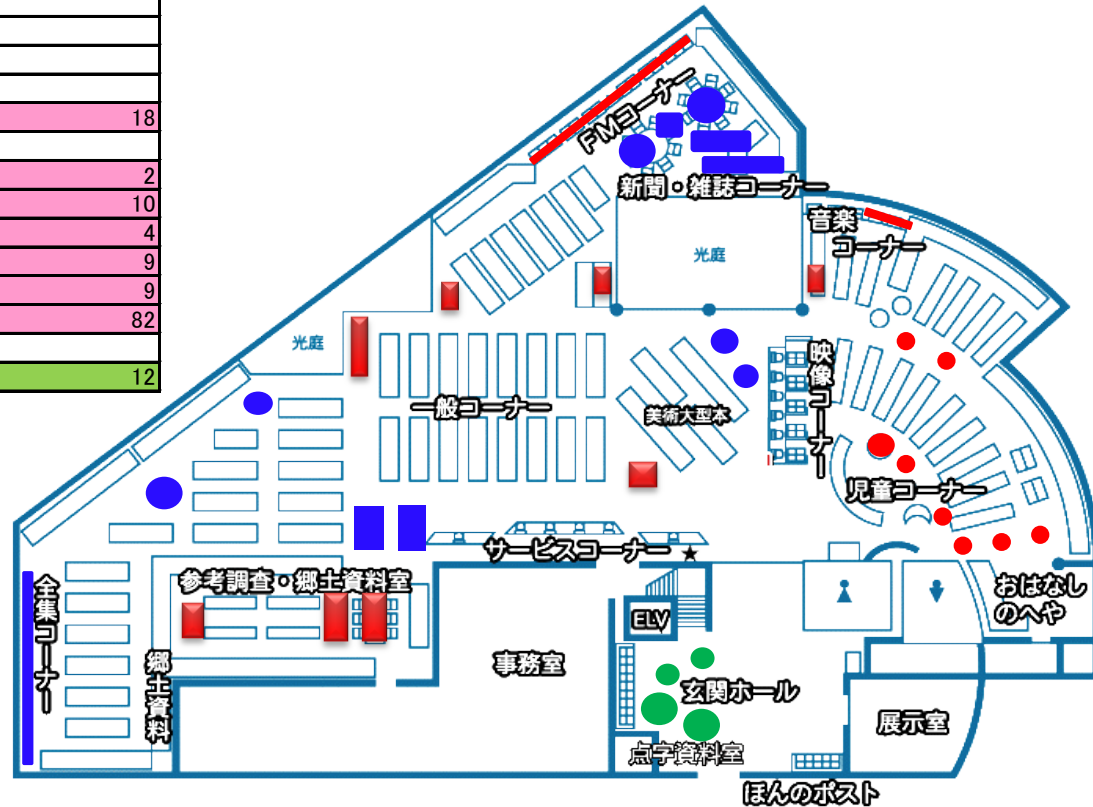 18
2
10
4
9
9
82
12
FMコーナー
新聞・雑誌コーナー
音楽
コーナー
光庭
光庭
一般コーナー
美術大型本
映像コーナー
児童コーナー
サービスコーナー
★
参考調査・郷土資料室
全集コーナー
郷土資料
ELV
事務室
玄関ホール
点字資料室
おはなし
のへや
展示室
ほんのポスト